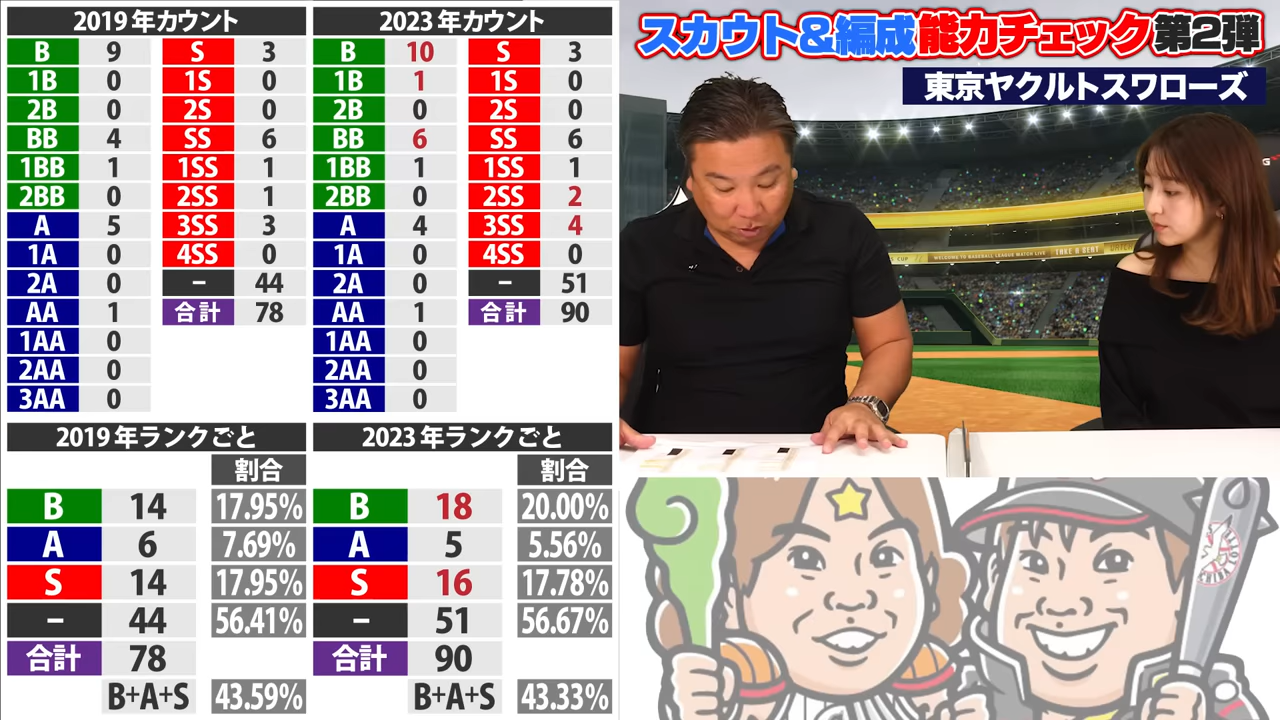 2019年カウント
B 9 S 3
1B 0 1S 0
2B 0 2S 0
BB 4 SS 6
1BB 1 1SS 1
2BB 0 2SS 1
A 5 3SS 3
1A 0 4SS 0
2A 0 – 44
AA 1 合計 78
1AA 0
2AA 0
3AA 0
2023年カウント
B 10 S 3
1B 1 1S 0
2B 0 2S 0
BB 6 SS 6
1BB 1 1SS 1
2BB 0 2SS 2
A 4 3SS 4
1A 0 4SS 0
2A 0 – 51
AA 1 合計 90
1AA 0
2AA 0
3AA 0
2019年ランクごと
割合
B 14 17.95%
A 6 7.69%
S 14 17.95%
– 44 56.41%
合計 78
B+A+S 43.59%
2023年ランクごと
割合
B 18 20.00%
A 5 5.56%
S 16 17.78%
– 51 56.67%
合計 90
B+A+S 43.33%
スカウト&編成能力チェック第2弾
東京ヤクルトスワローズ
CUP
WELCOME TO BASEBALL LEAGUE MATCH LIVE
TAKE A SEAT